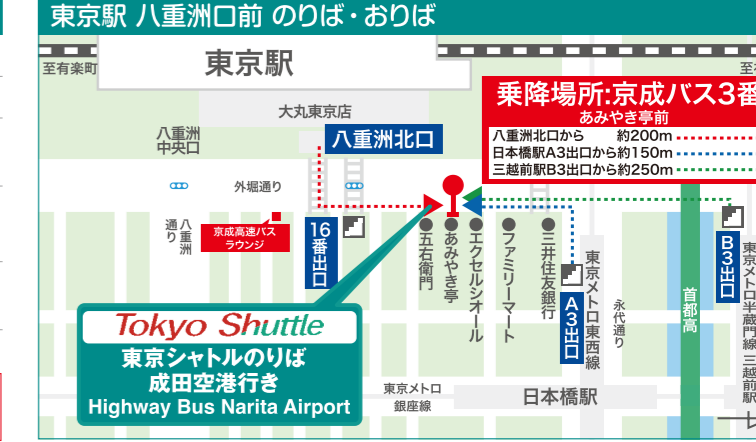 東京駅 八重洲口前 のりば・おりば
至有楽町
東京駅
大丸東京店
八重洲
中央口
八重洲北口
乗降場所:京成バス3番
あみやき亭前
八重洲北口から 約200m
日本橋駅A3出口から約150m
三越前駅B3出口から約250m
外堀通り
八重洲
通り
京成高速バス
ラウンジ
16番出口
五右衛門
あみやき亭
エクセルシオール
ファミリーマート
三井住友銀行
A3出口
東京メトロ東西線
永代通り
首都高
B3出口
東京メトロ半蔵門線 三越前駅
Tokyo Shuttle
東京シャトルのりば
成田空港行き
Highway Bus Narita Airport
東京メトロ
銀座線
日本橋駅